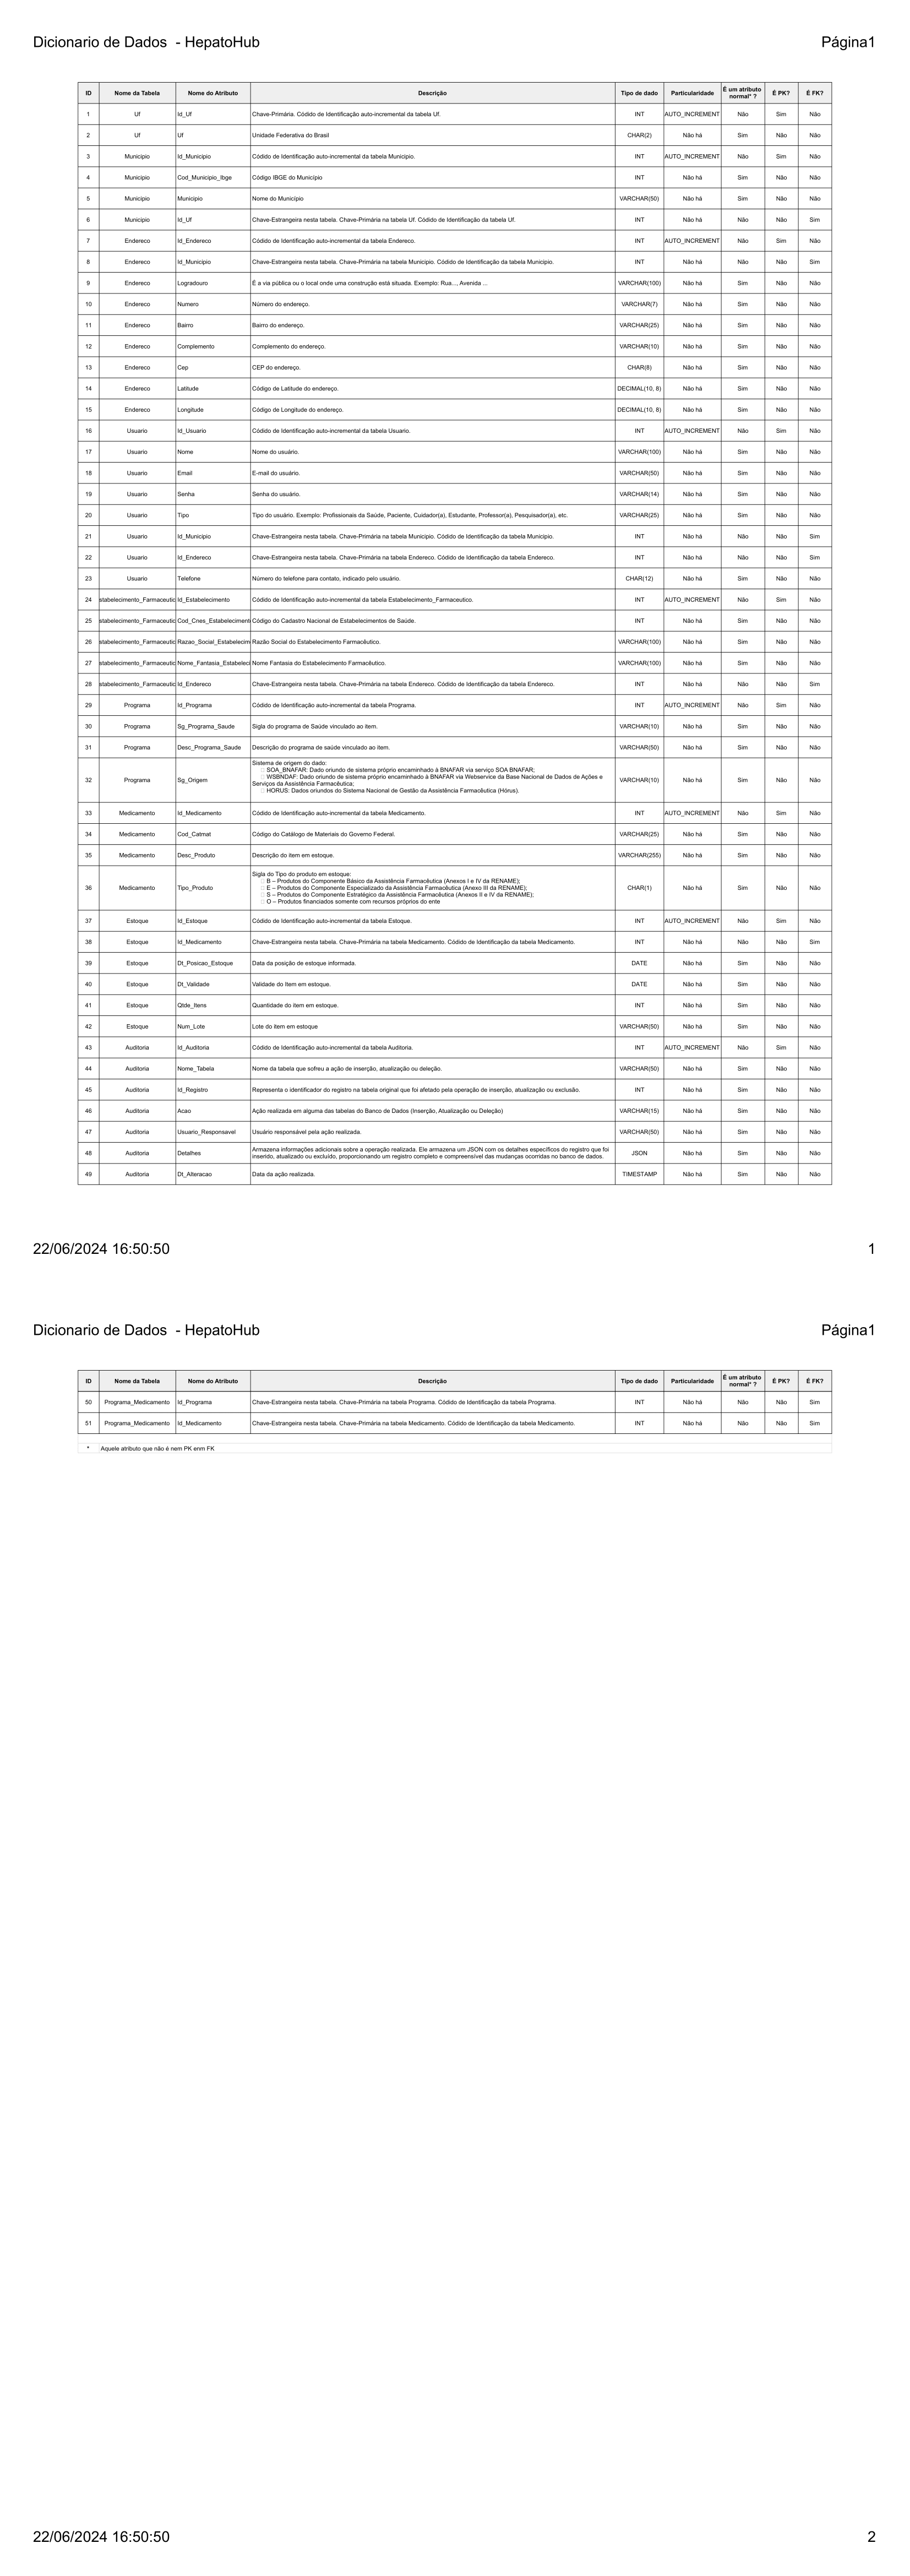 Dicionario de Dados - HepatoHub Página1
ID Nome da Tabela Nome do Atributo Descrição Tipo de dado Particularidade É um atributo normal* ? É PK? É FK?
1 Uf Id_Uf Chave-Primária. Códido de Identificação auto-incremental da tabela Uf. INT AUTO_INCREMENT Não Sim Não
2 Uf Uf Unidade Federativa do Brasil CHAR(2) Não há Sim Não Não
3 Municipio Id_Municipio Códido de Identificação auto-incremental da tabela Municipio. INT AUTO_INCREMENT Não Sim Não
4 Municipio Cod_Municipio_Ibge Código IBGE do Município INT Não há Sim Não Não
5 Municipio Municipio Nome do Município VARCHAR(50) Não há Sim Não Não
6 Municipio Id_Uf Chave-Estrangeira nesta tabela. Chave-Primária na tabela Uf. Códido de Identificação da tabela Uf. INT Não há Não Não Sim
7 Endereco Id_Endereco Códido de Identificação auto-incremental da tabela Endereco. INT AUTO_INCREMENT Não Sim Não
8 Endereco Id_Municipio Chave-Estrangeira nesta tabela. Chave-Primária na tabela Municipio. Códido de Identificação da tabela Municipio. INT Não há Não Não Sim
9 Endereco Logradouro É a via pública ou o local onde uma construção está situada. Exemplo: Rua..., Avenida ... VARCHAR(100) Não há Sim Não Não
10 Endereco Numero Número do endereço. VARCHAR(7) Não há Sim Não Não
11 Endereco Bairro Bairro do endereço. VARCHAR(25) Não há Sim Não Não
12 Endereco Complemento Complemento do endereço. VARCHAR(10) Não há Sim Não Não
13 Endereco Cep CEP do endereço. CHAR(8) Não há Sim Não Não
14 Endereco Latitude Código de Latitude do endereço. DECIMAL(10, 8) Não há Sim Não Não
15 Endereco Longitude Código de Longitude do endereço. DECIMAL(10, 8) Não há Sim Não Não
16 Usuario Id_Usuario Códido de Identificação auto-incremental da tabela Usuario. INT AUTO_INCREMENT Não Sim Não
17 Usuario Nome Nome do usuário. VARCHAR(100) Não há Sim Não Não
18 Usuario Email E-mail do usuário. VARCHAR(50) Não há Sim Não Não
19 Usuario Senha Senha do usuário. VARCHAR(14) Não há Sim Não Não
20 Usuario Tipo Tipo do usuário. Exemplo: Profissionais da Saúde, Paciente, Cuidador(a), Estudante, Professor(a), Pesquisador(a), etc. VARCHAR(25) Não há Sim Não Não
21 Usuario Id_Municipio Chave-Estrangeira nesta tabela. Chave-Primária na tabela Municipio. Códido de Identificação da tabela Municipio. INT Não há Não Não Sim
22 Usuario Id_Endereco Chave-Estrangeira nesta tabela. Chave-Primária na tabela Endereco. Códido de Identificação da tabela Endereco. INT Não há Não Não Sim
23 Usuario Telefone Número do telefone para contato, indicado pelo usuário. CHAR(12) Não há Sim Não Não
24 stabelecimento_Farmaceutic Id_Estabelecimento Códido de Identificação auto-incremental da tabela Estabelecimento_Farmaceutico. INT AUTO_INCREMENT Não Sim Não
25 stabelecimento_Farmaceutic Cod_Cnes_Estabeleciment Código do Cadastro Nacional de Estabelecimentos de Saúde. INT Não há Sim Não Não
26 stabelecimento_Farmaceutic Razao_Social_Estabelecim Razão Social do Estabelecimento Farmacêutico. VARCHAR(100) Não há Sim Não Não
27 stabelecimento_Farmaceutic Nome_Fantasia_Estabeleci Nome Fantasia do Estabelecimento Farmacêutico. VARCHAR(100) Não há Sim Não Não
28 stabelecimento_Farmaceutic Id_Endereco Chave-Estrangeira nesta tabela. Chave-Primária na tabela Endereco. Códido de Identificação da tabela Endereco. INT Não há Não Não Sim
29 Programa Id_Programa Códido de Identificação auto-incremental da tabela Programa. INT AUTO_INCREMENT Não Sim Não
30 Programa Sg_Programa_Saude Sigla do programa de Saúde vinculado ao item. VARCHAR(10) Não há Sim Não Não
31 Programa Desc_Programa_Saude Descrição do programa de saúde vinculado ao item. VARCHAR(50) Não há Sim Não Não
32 Programa Sg_Origem Sistema de origem do dado:
SOA_BNAFAR: Dado oriundo de sistema próprio encaminhado à BNAFAR via serviço SOA BNAFAR;
WSBNDAF: Dado oriundo de sistema próprio encaminhado à BNAFAR via Webservice da Base Nacional de Dados de Ações e
Serviços da Assistência Farmacêutica;
HORUS: Dados oriundos do Sistema Nacional de Gestão da Assistência Farmacêutica (Hórus). VARCHAR(10) Não há Sim Não Não
33 Medicamento Id_Medicamento Códido de Identificação auto-incremental da tabela Medicamento. INT AUTO_INCREMENT Não Sim Não
34 Medicamento Cod_Catmat Código do Catálogo de Materiais do Governo Federal. VARCHAR(25) Não há Sim Não Não
35 Medicamento Desc_Produto Descrição do item em estoque. VARCHAR(255) Não há Sim Não Não
36 Medicamento Tipo_Produto Sigla do Tipo do produto em estoque:
B – Produtos do Componente Básico da Assistência Farmacêutica (Anexos I e IV da RENAME);
E – Produtos do Componente Especializado da Assistência Farmacêutica (Anexo III da RENAME);
S – Produtos do Componente Estratégico da Assistência Farmacêutica (Anexos II e IV da RENAME);
O – Produtos financiados somente com recursos próprios do ente CHAR(1) Não há Sim Não Não
37 Estoque Id_Estoque Códido de Identificação auto-incremental da tabela Estoque. INT AUTO_INCREMENT Não Sim Não
38 Estoque Id_Medicamento Chave-Estrangeira nesta tabela. Chave-Primária na tabela Medicamento. Códido de Identificação da tabela Medicamento. INT Não há Não Não Sim
39 Estoque Dt_Posicao_Estoque Data da posição de estoque informada. DATE Não há Sim Não Não
40 Estoque Dt_Validade Validade do Item em estoque. DATE Não há Sim Não Não
41 Estoque Qtde_Itens Quantidade do item em estoque. INT Não há Sim Não Não
42 Estoque Num_Lote Lote do item em estoque VARCHAR(50) Não há Sim Não Não
43 Auditoria Id_Auditoria Códido de Identificação auto-incremental da tabela Auditoria. INT AUTO_INCREMENT Não Sim Não
44 Auditoria Nome_Tabela Nome da tabela que sofreu a ação de inserção, atualização ou deleção. VARCHAR(50) Não há Sim Não Não
45 Auditoria Id_Registro Representa o identificador do registro na tabela original que foi afetado pela operação de inserção, atualização ou exclusão. INT Não há Sim Não Não
46 Auditoria Acao Ação realizada em alguma das tabelas do Banco de Dados (Inserção, Atualização ou Deleção) VARCHAR(15) Não há Sim Não Não
47 Auditoria Usuario_Responsavel Usuário responsável pela ação realizada. VARCHAR(50) Não há Sim Não Não
48 Auditoria Detalhes Armazena informações adicionais sobre a operação realizada. Ele armazena um JSON com os detalhes específicos do registro que foi
inserido, atualizado ou excluído, proporcionando um registro completo e compreensível das mudanças ocorridas no banco de dados. JSON Não há Sim Não Não
49 Auditoria Dt_Alteracao Data da ação realizada. TIMESTAMP Não há Sim Não Não
22/06/2024 16:50:50 1
Dicionario de Dados - HepatoHub Página1
ID Nome da Tabela Nome do Atributo Descrição Tipo de dado Particularidade É um atributo normal* ? É PK? É FK?
50 Programa_Medicamento Id_Programa Chave-Estrangeira nesta tabela. Chave-Primária na tabela Programa. Códido de Identificação da tabela Programa. INT Não há Não Não Sim
51 Programa_Medicamento Id_Medicamento Chave-Estrangeira nesta tabela. Chave-Primária na tabela Medicamento. Códido de Identificação da tabela Medicamento. INT Não há Não Não Sim
* Aquele atributo que não é nem PK enm FK
22/06/2024 16:50:50 2